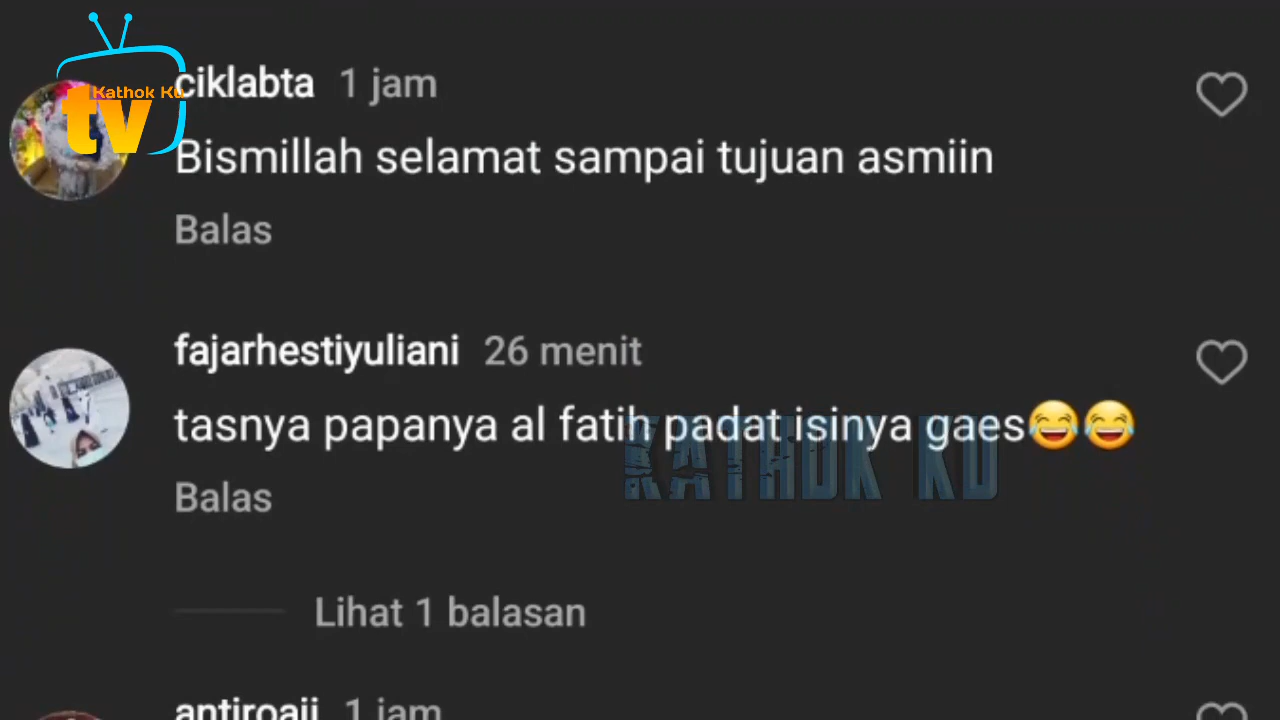 Kathok Ku
tv
ciklabta 1 jam
Bismillah selamat sampai tujuan asmiin
Balas
fajarhestiyuliani 26 menit
tasnya papanya al fatih padat isinya gaes😂😂
KATHOK KU
Balas
Lihat 1 balasan
antiroaii 1 jam